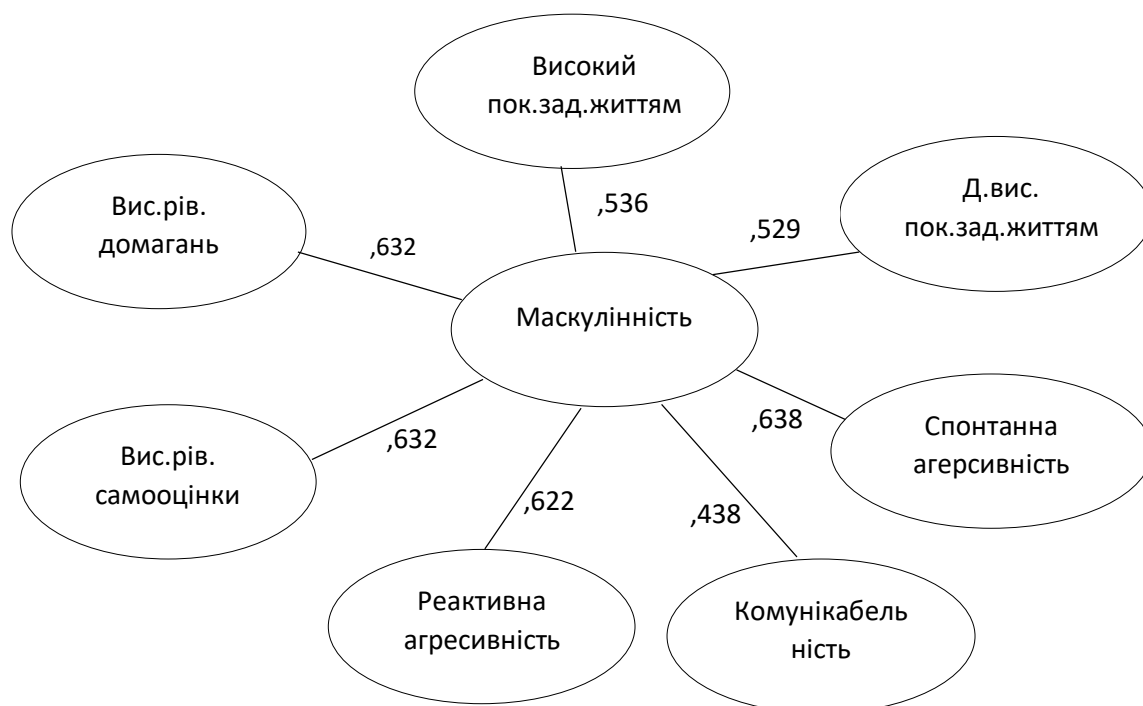 Високий
пок.зад.життям
Д.вис.
пок.зад.життям
Вис.рів.
домагань
,536
,529
,632
Маскулінність
Спонтанна
агерсивність
,638
Вис.рів.
самооцінки
,632
,622
,438
Реактивна
агресивність
Комунікабель
ність